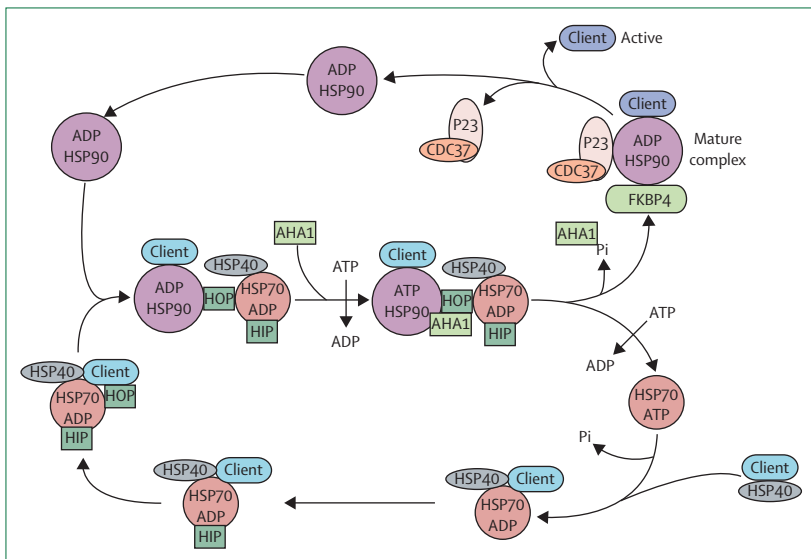 Client Active
ADP
HSP90
Client
P23
CDC37
P23
CDC37
ADP
HSP90
Mature
complex
FKBP4
ADP
HSP90
Client
ADP
HSP90
HOP
HSP40
HSP70
ADP
HIP
AHA1
ATP
ADP
Client
ATP
HSP90
HOP
AHA1
HSP40
HSP70
ADP
HIP
AHA1
Pi
ATP
ADP
HSP70
ATP
Pi
Client
HSP40
HSP40
Client
HSP70
ADP
HSP40
Client
HSP70
ADP
HIP
HSP40
Client
HOP
HSP70
ADP
HIP